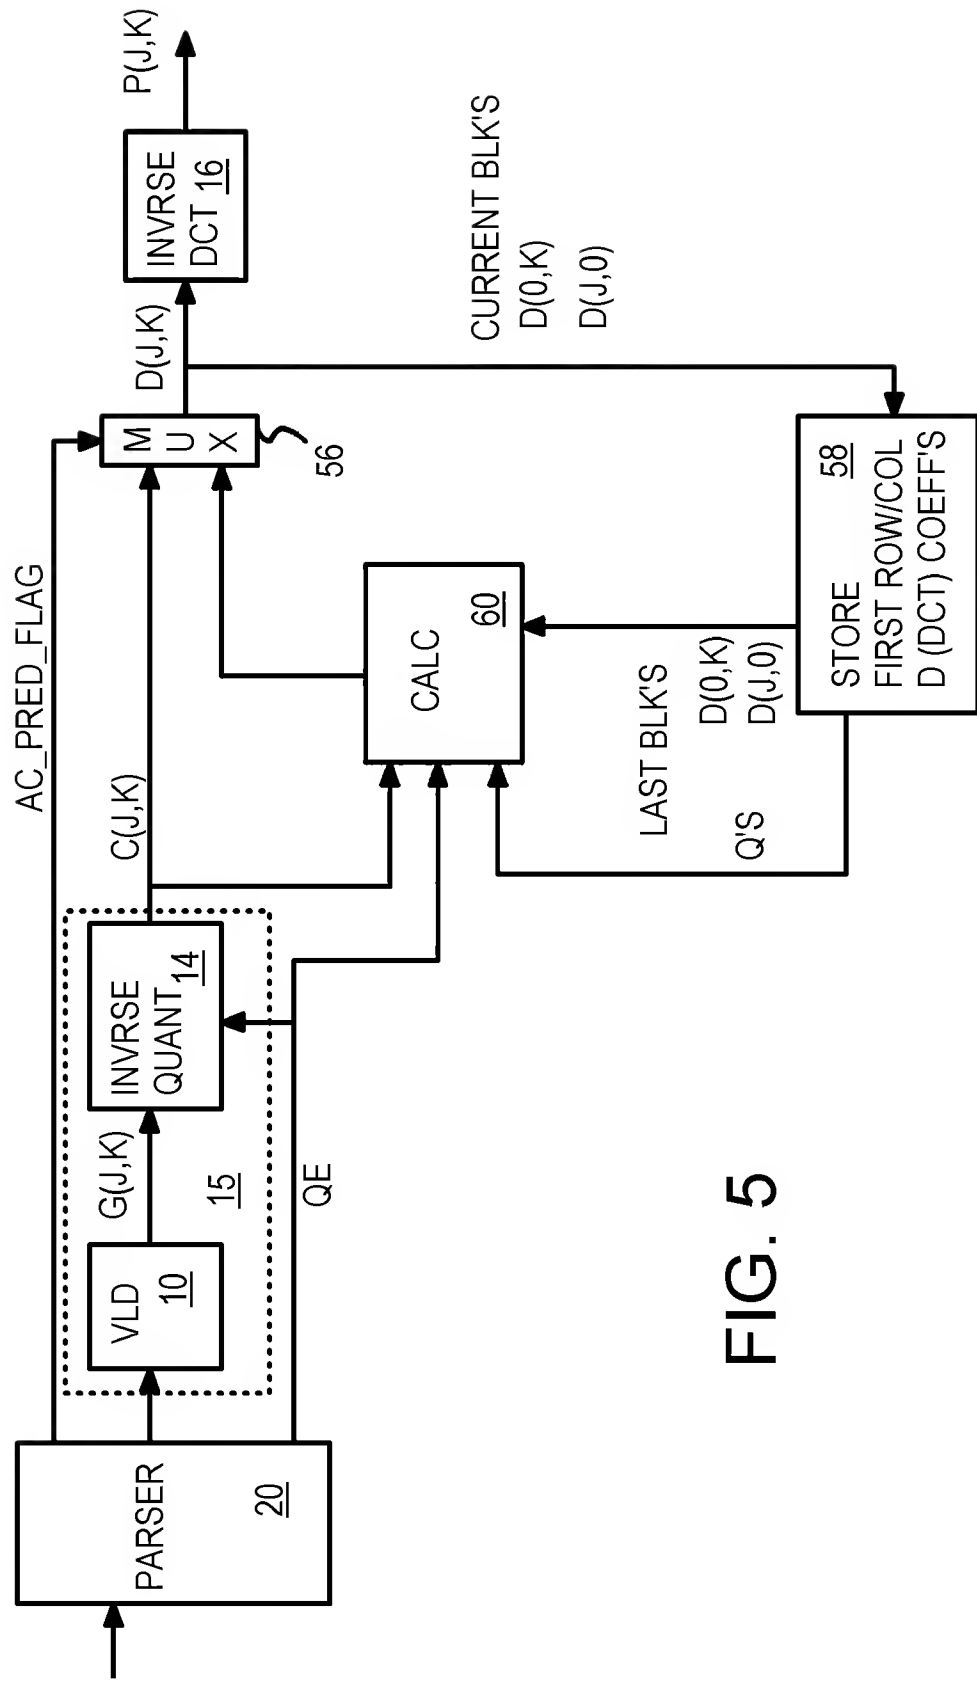 PARSER
20
VLD
10
G(J,K)
15
INVRSE
QUANT
14
QE
C(J,K)
AC_PRED_FLAG
CALC
60
M
U
X
56
D(J,K)
INVRSE
DCT 16
P(J,K)
CURRENT BLK'S
D(0,K)
D(J,0)
LAST BLK'S
D(0,K)
D(J,0)
Q'S
58
STORE
FIRST ROW/COL
D (DCT) COEFF'S
FIG. 5